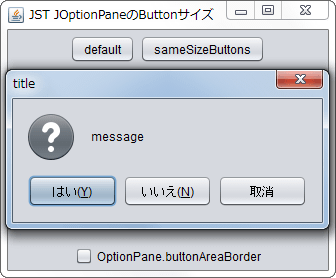 JST JOptionPaneのButtonサイズ
default
sameSizeButtons
title
message
はい(Y)
いいえ(N)
取消
OptionPane.buttonAreaBorder